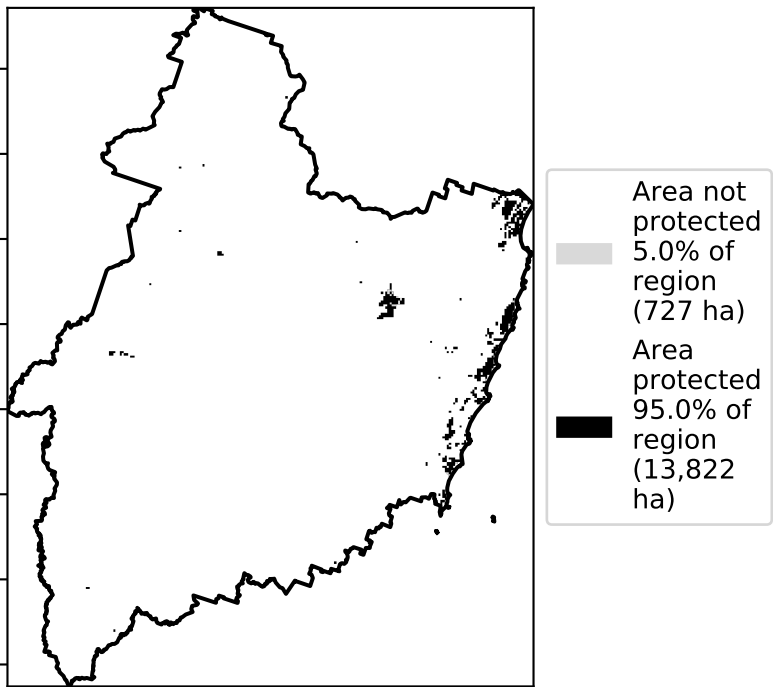 Area not
protected
5.0% of
region
(727 ha)
Area
protected
95.0% of
region
(13,822
ha)